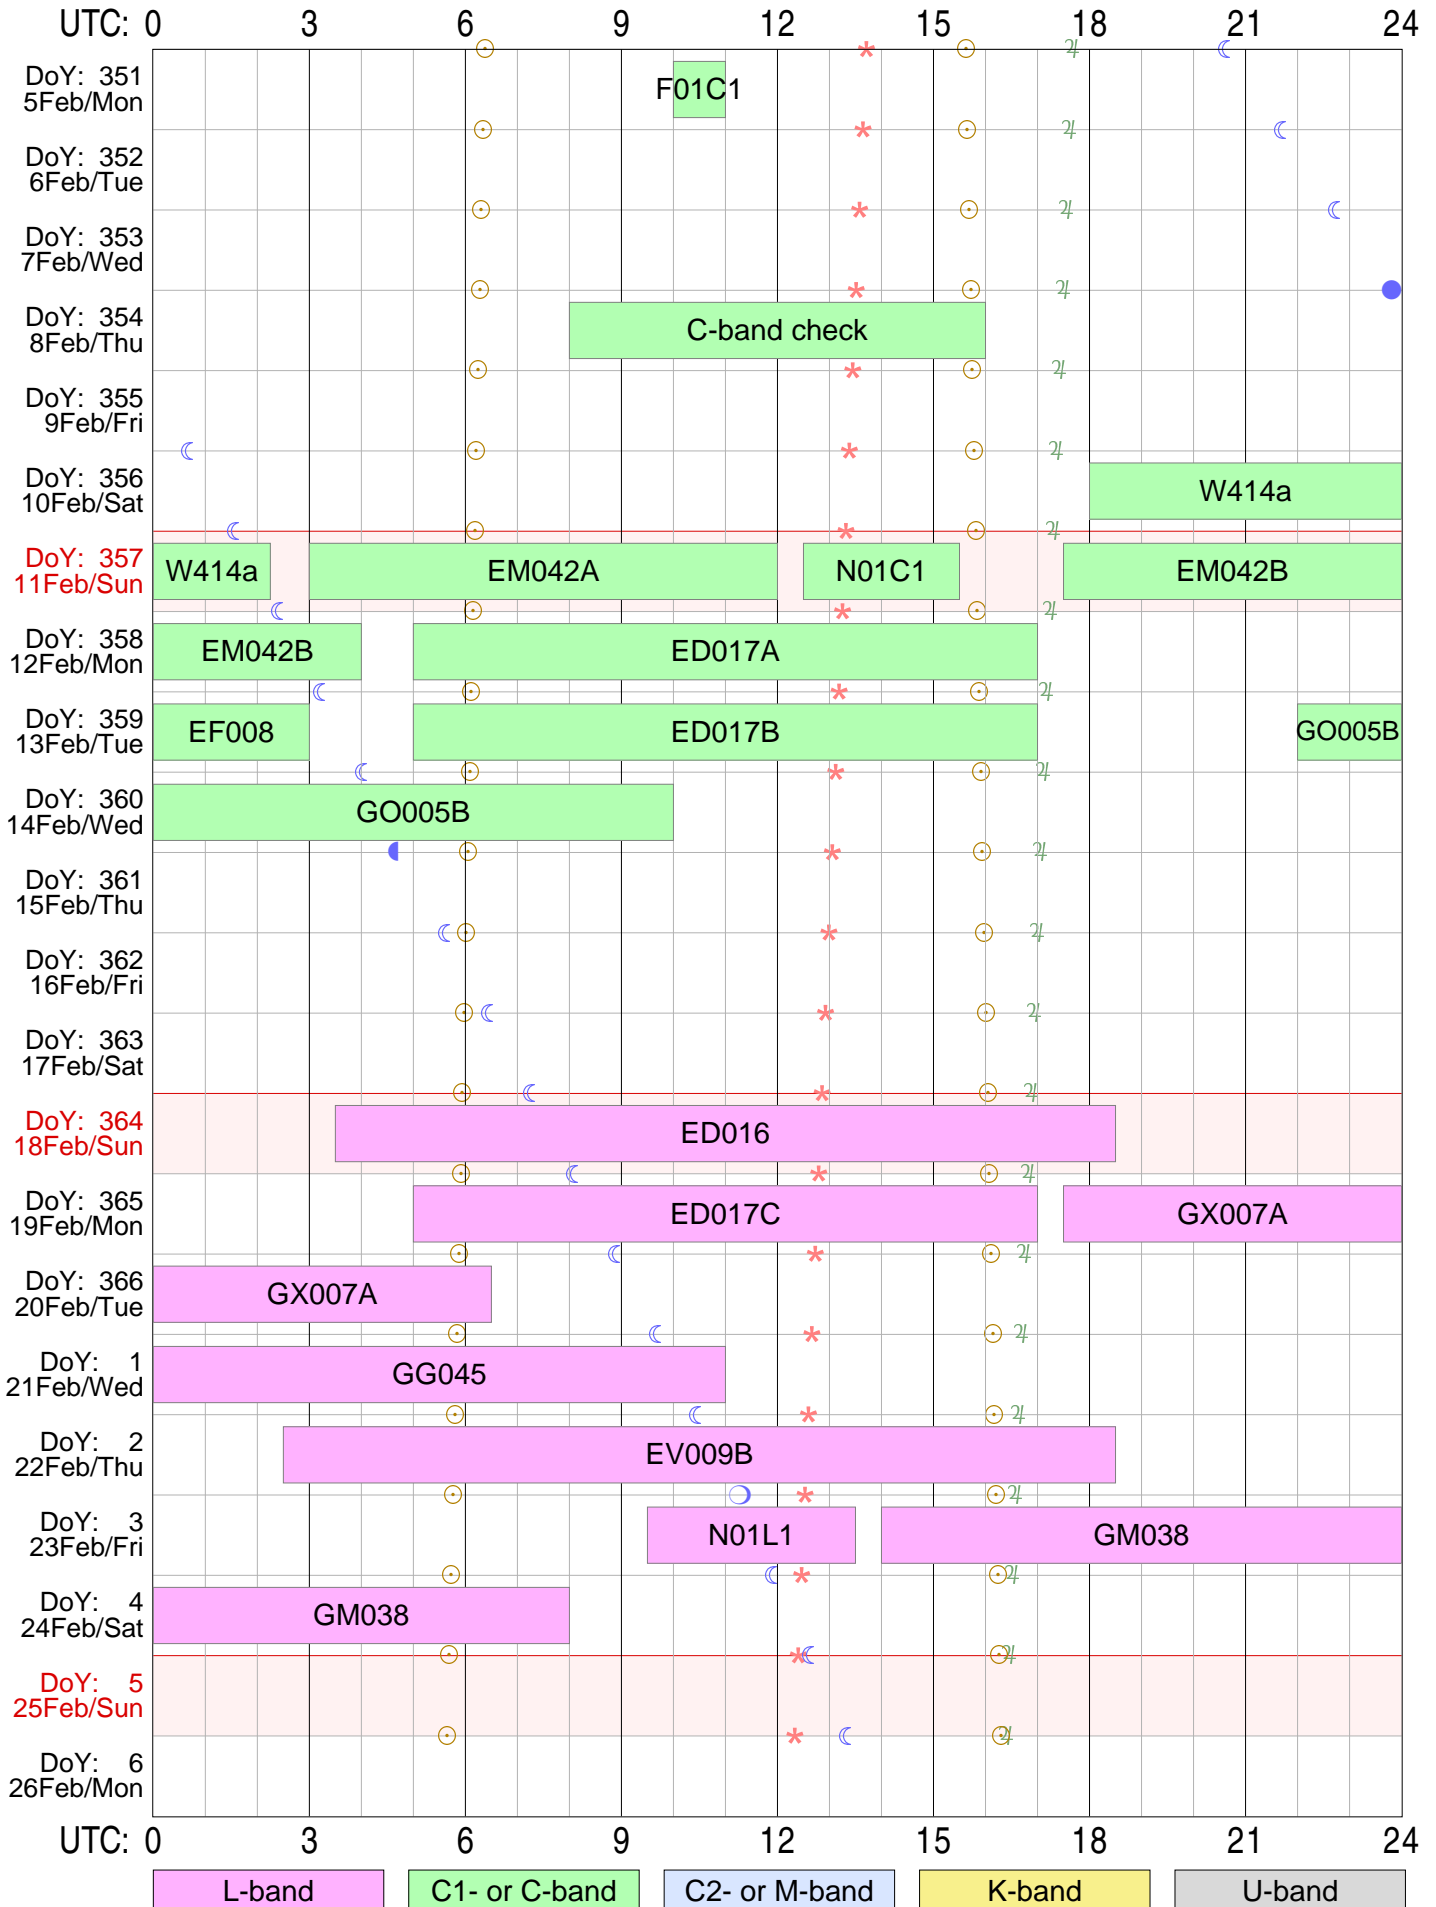 UTC: 0 3 6 9 12 15 18 21 24
DoY: 351
5Feb/Mon
F01C1
DoY: 352
6Feb/Tue
DoY: 353
7Feb/Wed
DoY: 354
8Feb/Thu
C-band check
DoY: 355
9Feb/Fri
DoY: 356
10Feb/Sat
W414a
DoY: 357
11Feb/Sun
W414a EM042A N01C1 EM042B
DoY: 358
12Feb/Mon
EM042B ED017A
DoY: 359
13Feb/Tue
EF008 ED017B GO005B
DoY: 360
14Feb/Wed
GO005B
DoY: 361
15Feb/Thu
DoY: 362
16Feb/Fri
DoY: 363
17Feb/Sat
DoY: 364
18Feb/Sun
ED016
DoY: 365
19Feb/Mon
ED017C GX007A
DoY: 366
20Feb/Tue
GX007A
DoY: 1
21Feb/Wed
GG045
DoY: 2
22Feb/Thu
EV009B
DoY: 3
23Feb/Fri
N01L1 GM038
DoY: 4
24Feb/Sat
GM038
DoY: 5
25Feb/Sun
DoY: 6
26Feb/Mon
UTC: 0 3 6 9 12 15 18 21 24
L-band C1- or C-band C2- or M-band K-band U-band